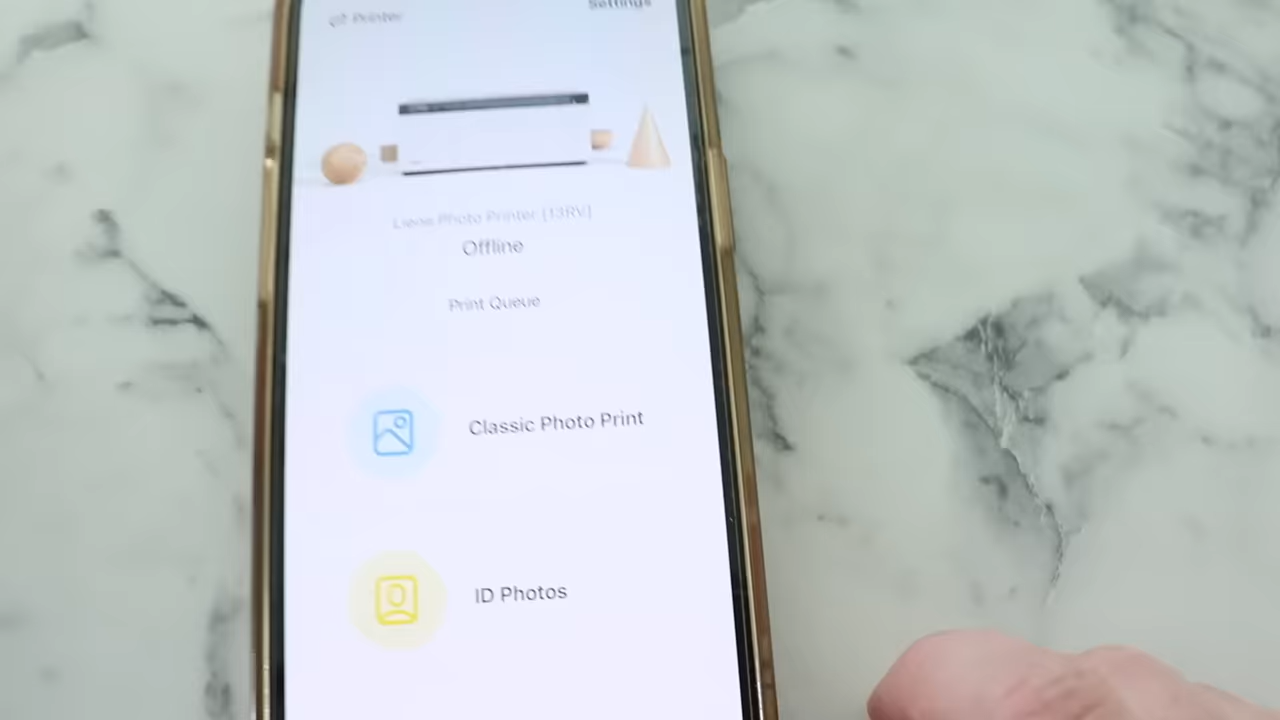 Printer
Settings
Liene Photo Printer [13RV]
Offline
Print Queue
Classic Photo Print
ID Photos